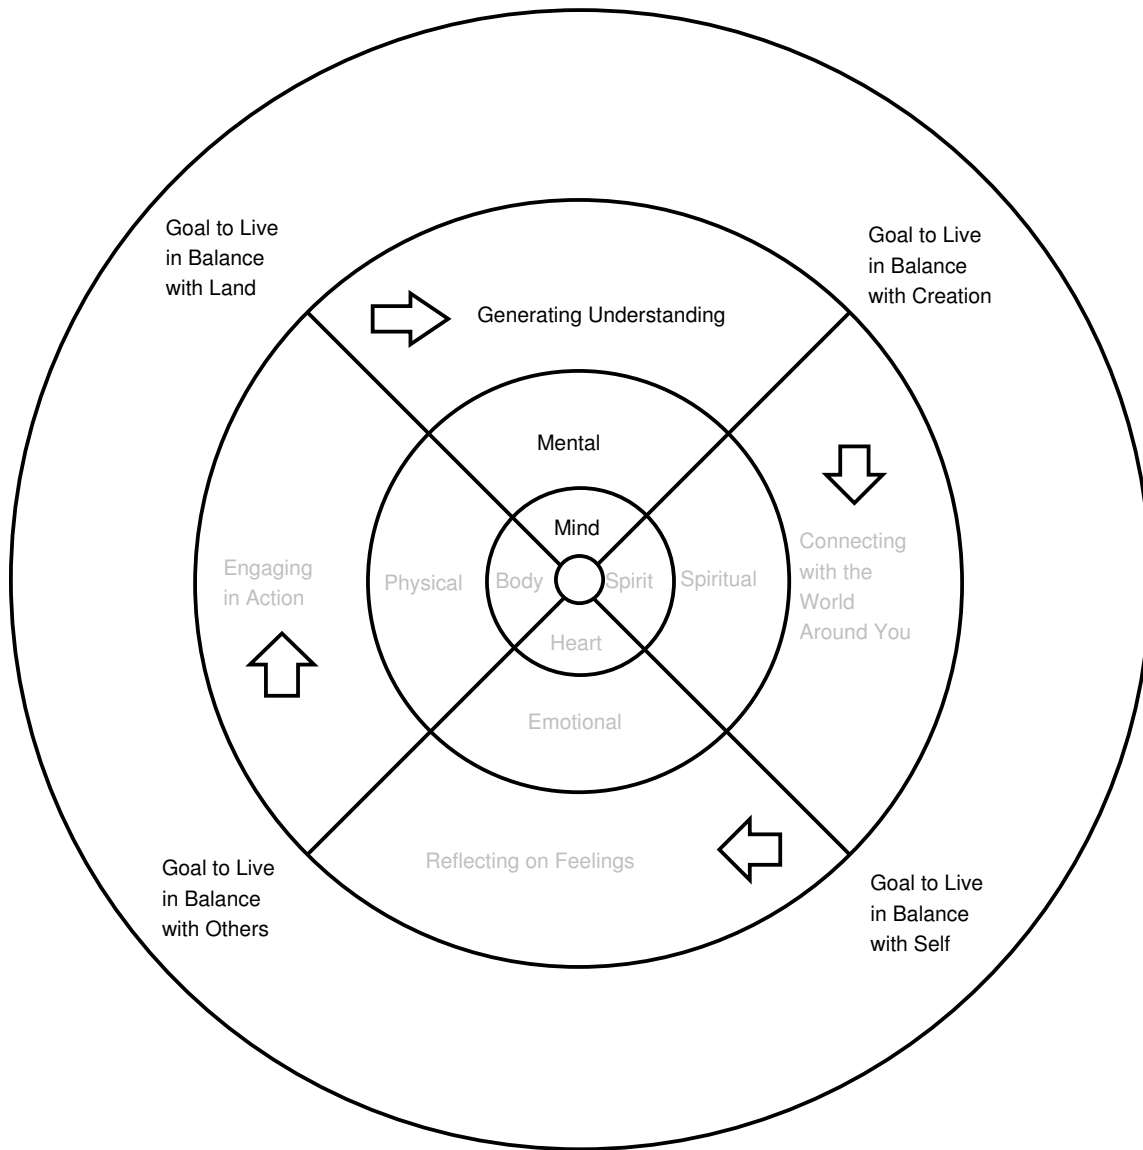 Goal to Live
in Balance
with Land
Goal to Live
in Balance
with Creation
Generating Understanding
Mental
Mind
Engaging
in Action
Physical
Body
Spirit
Spiritual
Connecting
with the
World
Around You
Heart
Emotional
Reflecting on Feelings
Goal to Live
in Balance
with Others
Goal to Live
in Balance
with Self